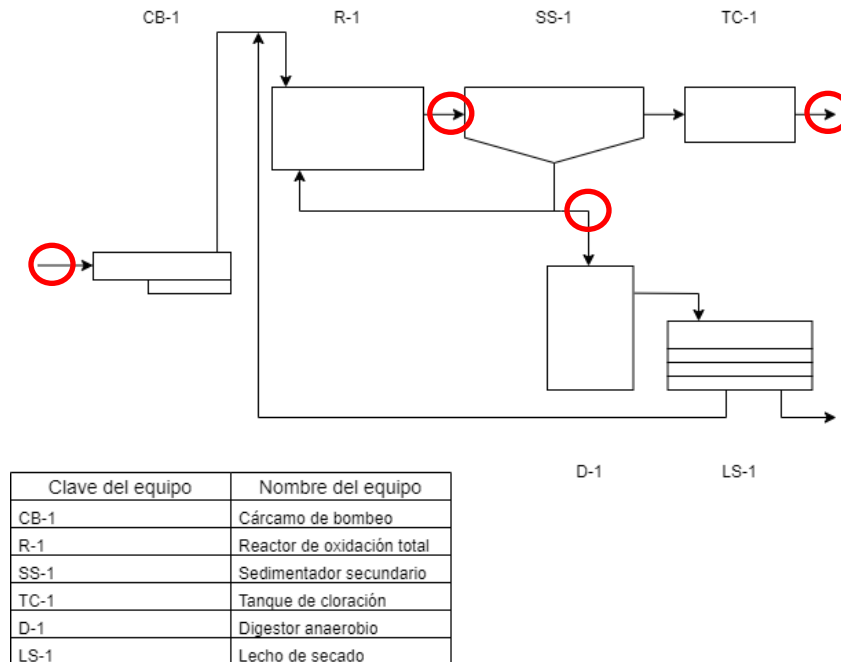 CB-1 R-1 SS-1 TC-1
D-1 LS-1
Clave del equipo Nombre del equipo
CB-1 Cárcamo de bombeo
R-1 Reactor de oxidación total
SS-1 Sedimentador secundario
TC-1 Tanque de cloración
D-1 Digestor anaerobio
LS-1 Lecho de secado